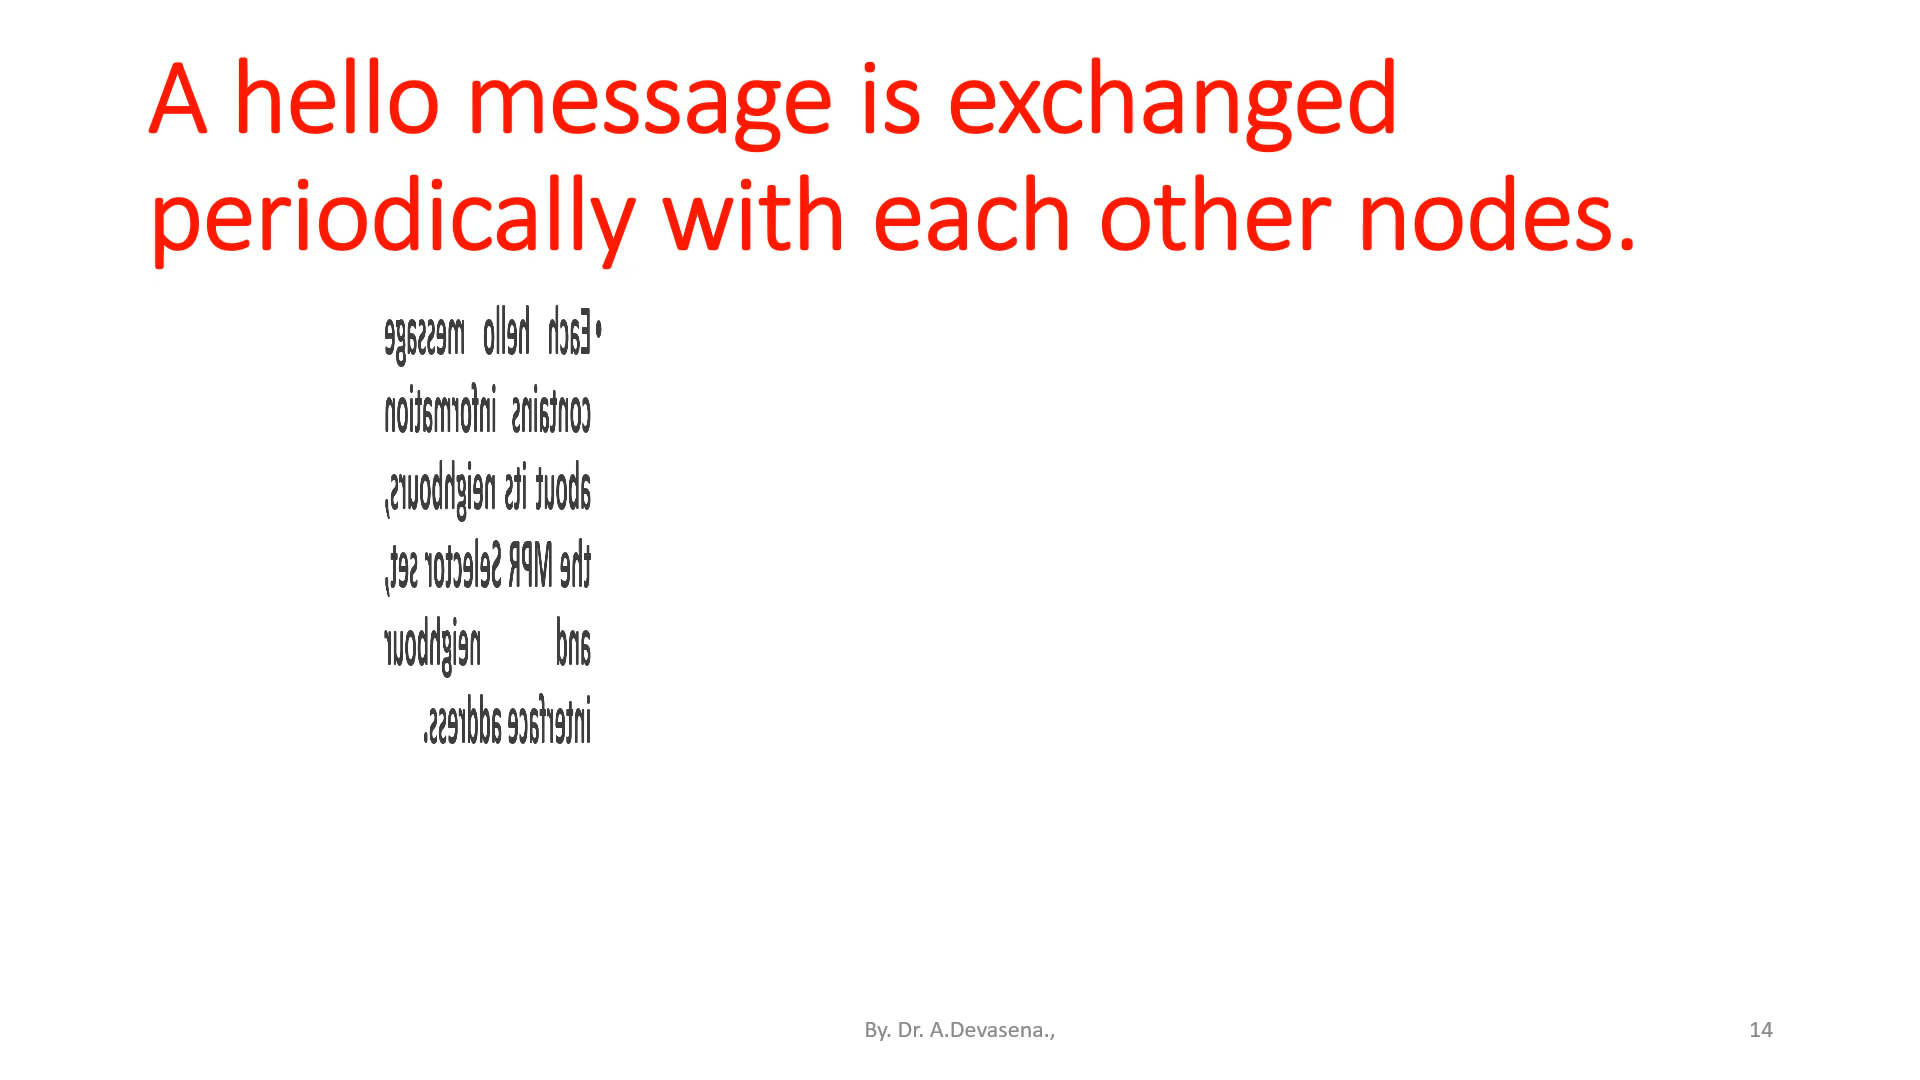 A hello message is exchanged
periodically with each other nodes.
•Each hello message
contains information
about its neighbours,
the MPR Selector set,
and neighbour
interface address.
By. Dr. A.Devasena.,
14